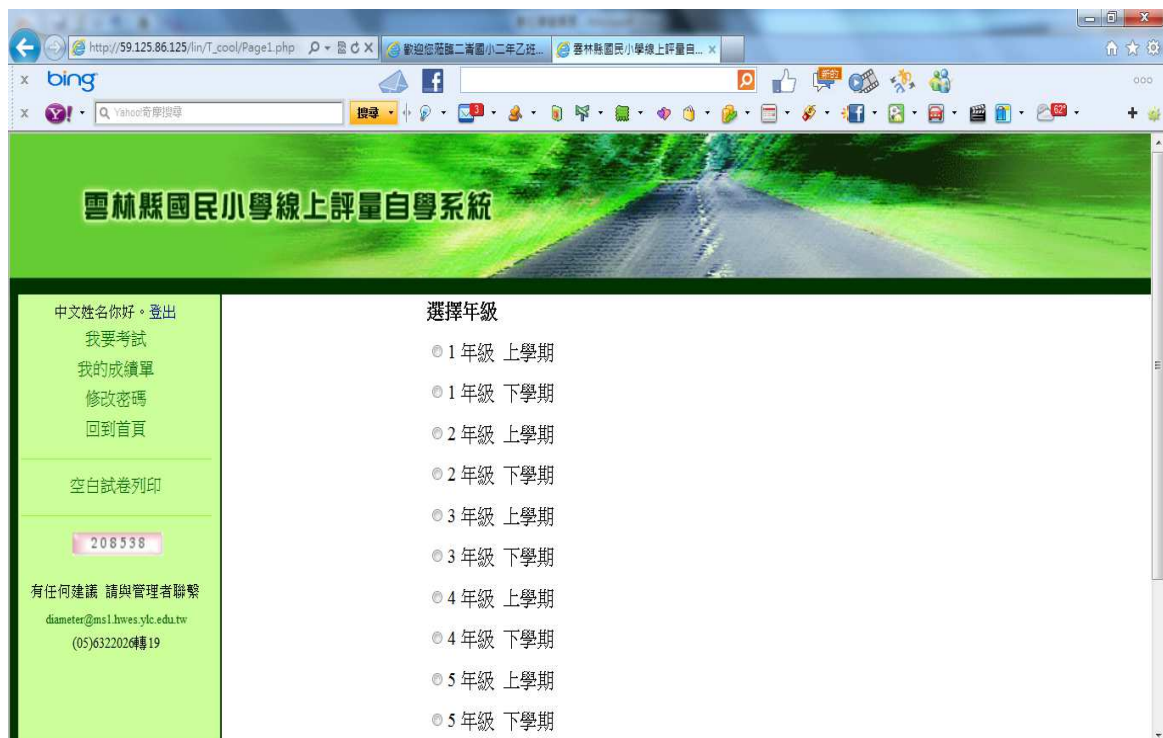 http://59.125.86.125/lin/T_cool/Page1.php
歡迎您蒞臨二崙國小二年乙班...
雲林縣國民小學線上評量自...
x bing
新的
x Y! Yahoo!奇摩搜尋
搜尋
3
62°
雲林縣國民小學線上評量自學系統
中文姓名你好。登出
我要考試
我的成績單
修改密碼
回到首頁
空白試卷列印
208538
有任何建議 請與管理者聯繫
diameter@ms1.hwes.ylc.edu.tw
(05)6322026轉19
選擇年級
1 年級 上學期
1 年級 下學期
2 年級 上學期
2 年級 下學期
3 年級 上學期
3 年級 下學期
4 年級 上學期
4 年級 下學期
5 年級 上學期
5 年級 下學期